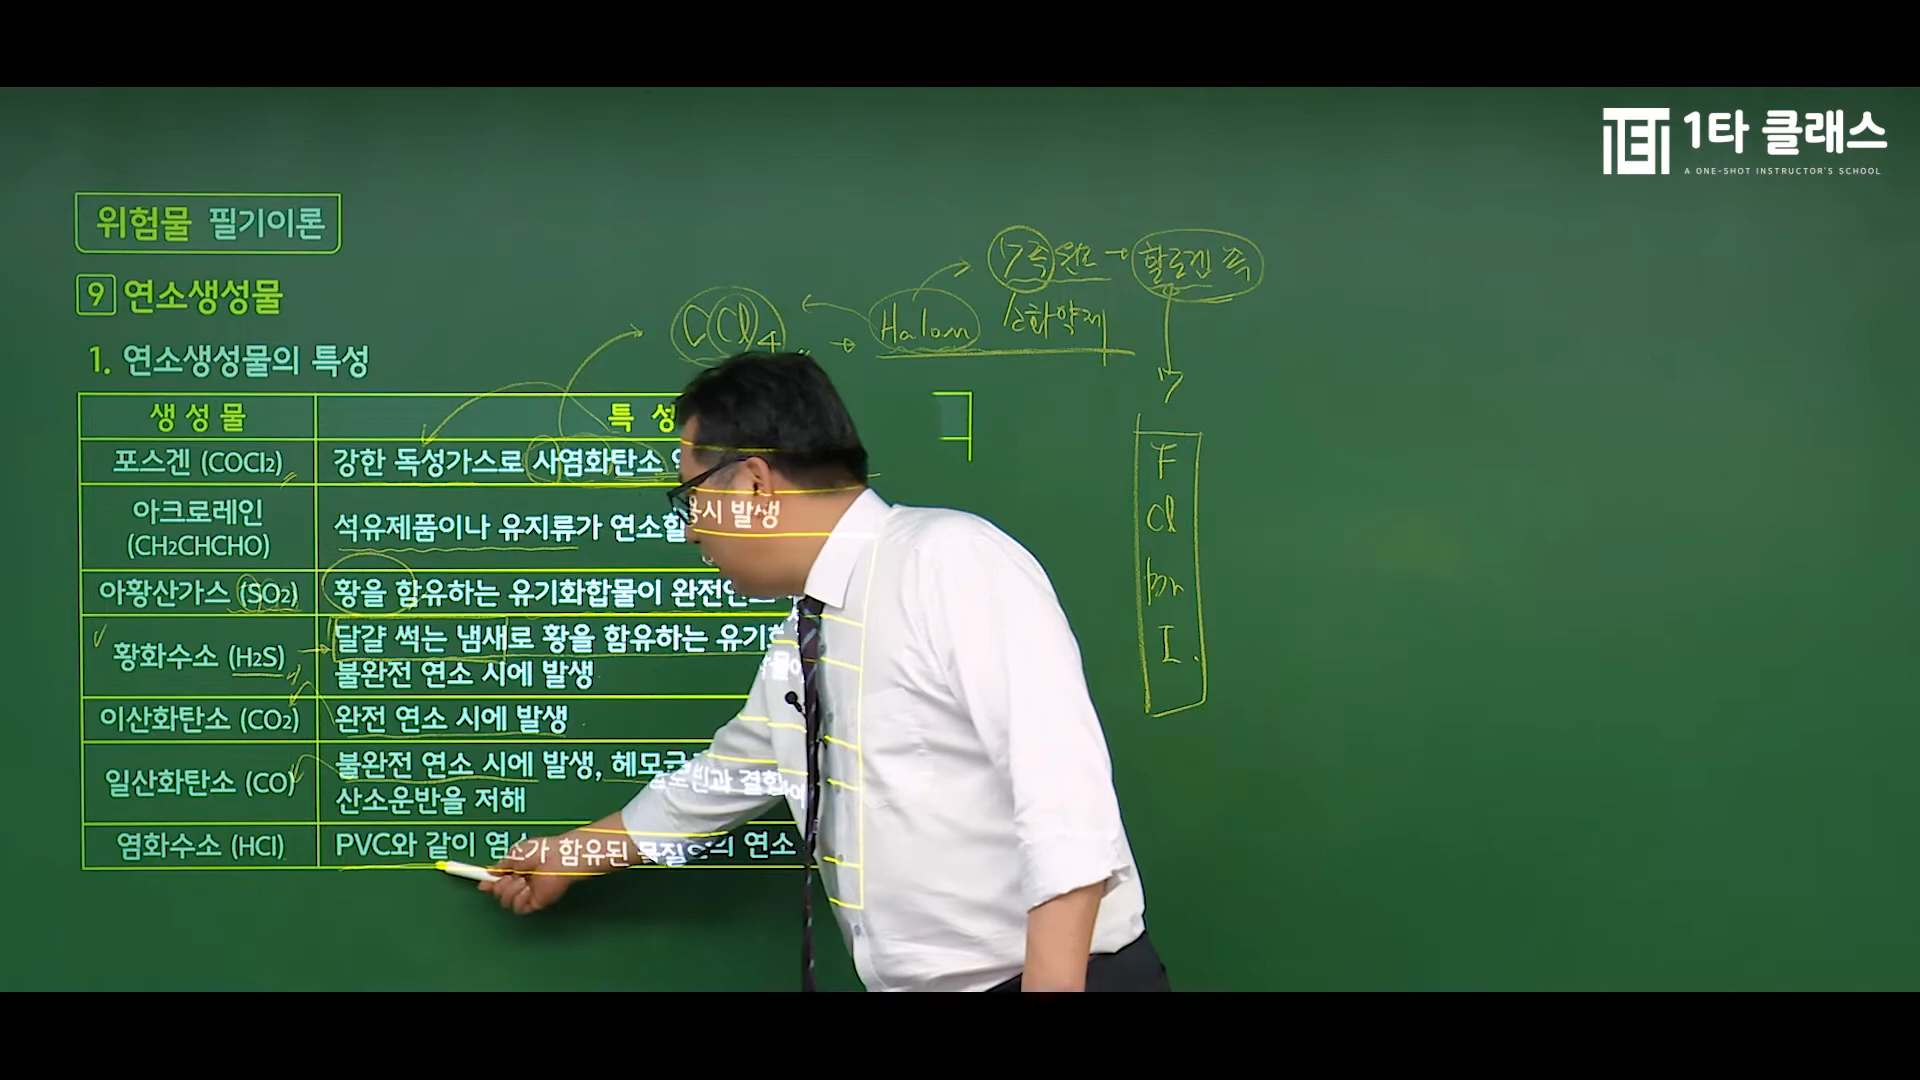 1타 클래스
A ONE-SHOT INSTRUCTOR'S SCHOOL
위험물 필기이론
9 연소생성물
1. 연소생성물의 특성
CCl4
Halon
소화약제
7족 원소
할로겐 족
17
F
Cl
Br
I
생성물
특 성
포스겐 (COCl2)
강한 독성가스로 사염화탄소
용시 발생
아크로레인
(CH2CHCHO)
석유제품이나 유지류가 연소할
아황산가스 (SO2)
황을 함유하는 유기화합물이
황화수소 (H2S)
달걀 썩는 냄새로 황을 함유하는
불완전 연소 시에 발생
이산화탄소 (CO2)
완전 연소 시에 발생
일산화탄소 (CO)
불완전 연소 시에 발생,
산소운반을 저해
염화수소 (HCl)
PVC와 같이 염소가 함유된 연소